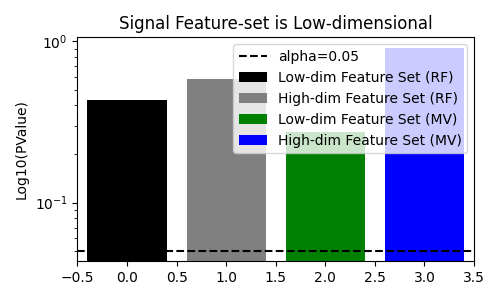 Signal Feature-set is Low-dimensional
Log10(PValue)
10⁰
10⁻¹
alpha=0.05
Low-dim Feature Set (RF)
High-dim Feature Set (RF)
Low-dim Feature Set (MV)
High-dim Feature Set (MV)
−0.5 0.0 0.5 1.0 1.5 2.0 2.5 3.0 3.5